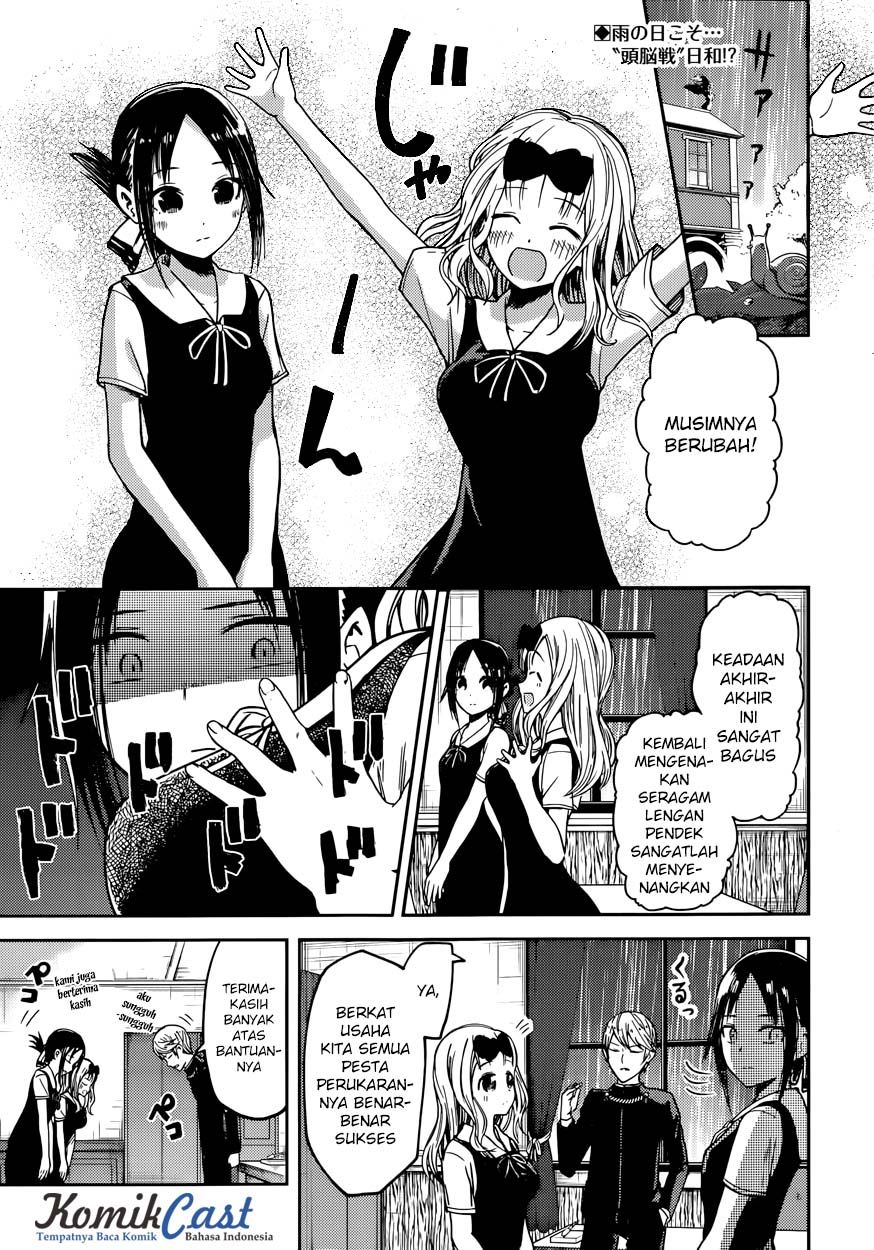 ◆雨の日こそ…
〝頭脳戦〟日和!?
ザァァァァ
じゃーん
MUSIMNYA
BERUBAH!
KEADAAN
AKHIR-
AKHIR
INI
SANGAT
BAGUS
KEMBALI
MENGENA-
KAN
SERAGAM
LENGAN
PENDEK
SANGATLAH
MENYE-
NANGKAN
ドドドド
くるっ
YA,
BERKAT
USAHA
KITA SEMUA
PESTA
PERUKARAN-
NYA BENAR-
BENAR
SUKSES
TERIMA-
KASIH
BANYAK
ATAS
BANTUAN-
NYA
aku
sungguh
-sungguh
kami juga
berterima
kasih
ペコ
ペコ
KomikCast
Tempatnya Baca Komik Bahasa Indonesia